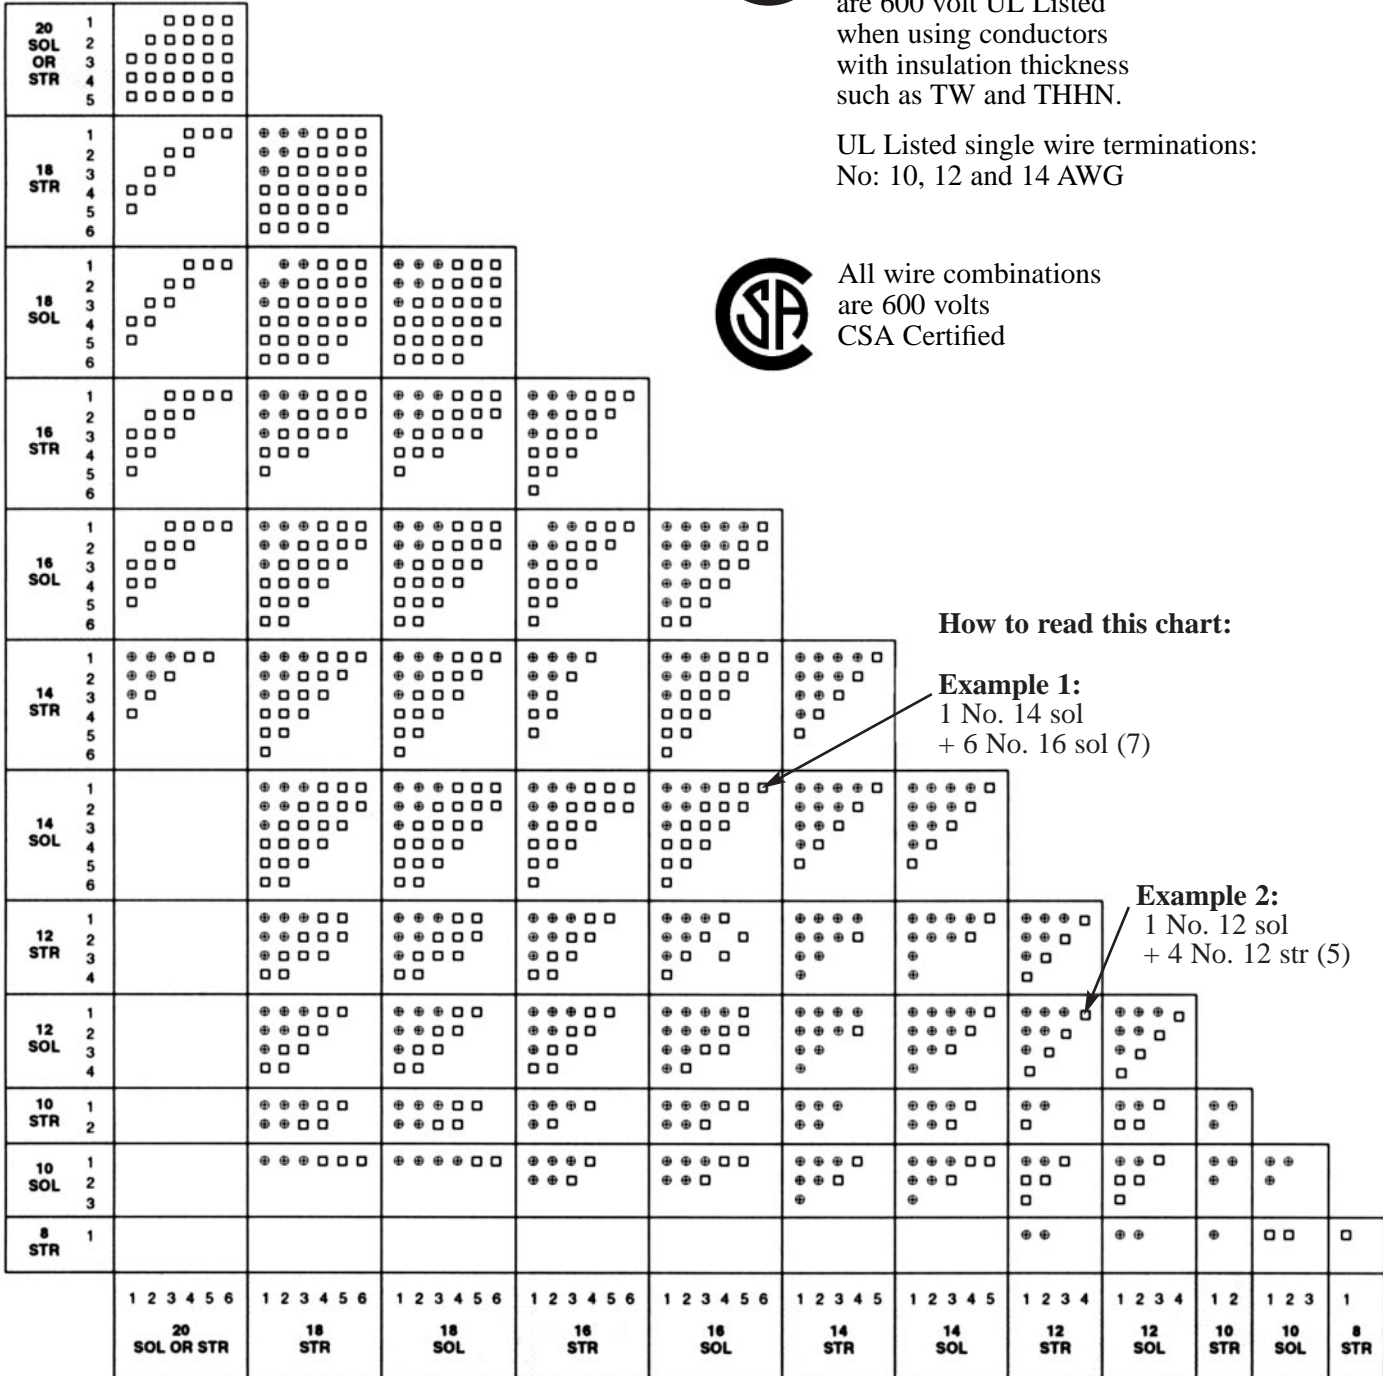 are 600 volt UL Listed
when using conductors
with insulation thickness
such as TW and THHN.
UL Listed single wire terminations:
No: 10, 12 and 14 AWG
CSA
All wire combinations
are 600 volts
CSA Certified
How to read this chart:
Example 1:
1 No. 14 sol
+ 6 No. 16 sol (7)
Example 2:
1 No. 12 sol
+ 4 No. 12 str (5)
20
SOL
OR
STR
1
2
3
4
5
18
STR
1
2
3
4
5
6
18
SOL
1
2
3
4
5
6
16
STR
1
2
3
4
5
6
16
SOL
1
2
3
4
5
6
14
STR
1
2
3
4
5
6
14
SOL
1
2
3
4
5
6
12
STR
1
2
3
4
12
SOL
1
2
3
4
10
STR
1
2
10
SOL
1
2
3
8
STR
1
1 2 3 4 5 6 1 2 3 4 5 6 1 2 3 4 5 6 1 2 3 4 5 6 1 2 3 4 5 6 1 2 3 4 5 1 2 3 4 5 1 2 3 4 1 2 3 4 1 2 1 2 3 1
20 18 18 16 16 14 14 12 12 10 10 8
SOL OR STR STR SOL STR SOL STR SOL STR SOL STR SOL STR